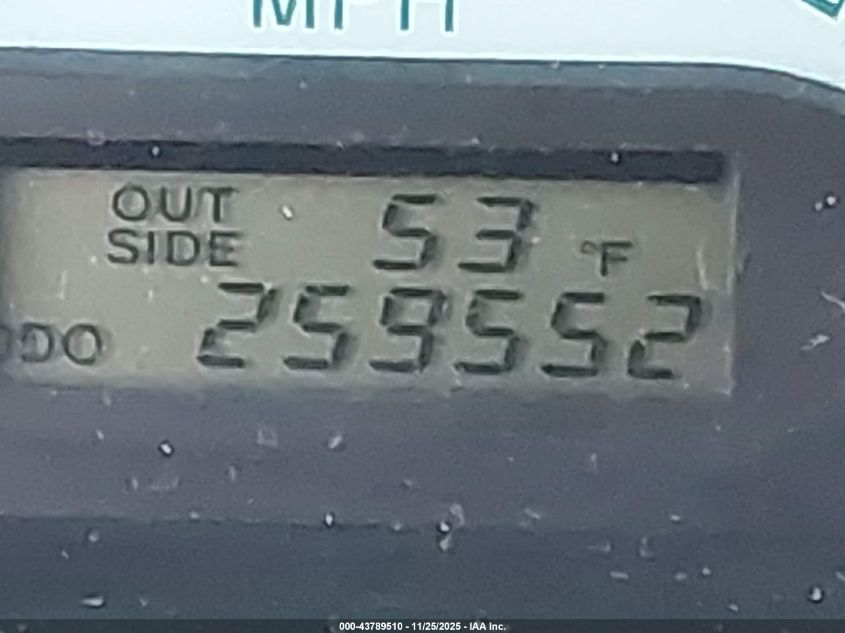 MPH
OUT
SIDE
53 °F
ODO 259552
000-43789510 - 11/25/2025 - IAA Inc.